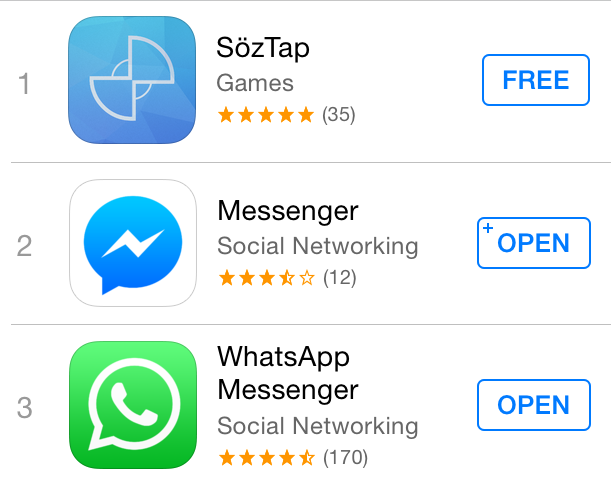 1
SözTap
Games
(35)
FREE
2
Messenger
Social Networking
(12)
+ OPEN
3
WhatsApp
Messenger
Social Networking
(170)
OPEN